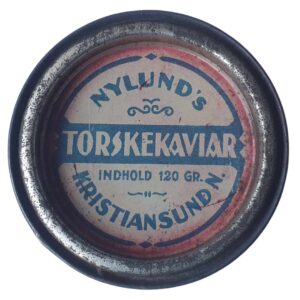 NYLUND'S
TORSKEKAVIAR
INDHOLD 120 GR.
KRISTIANSUND N.